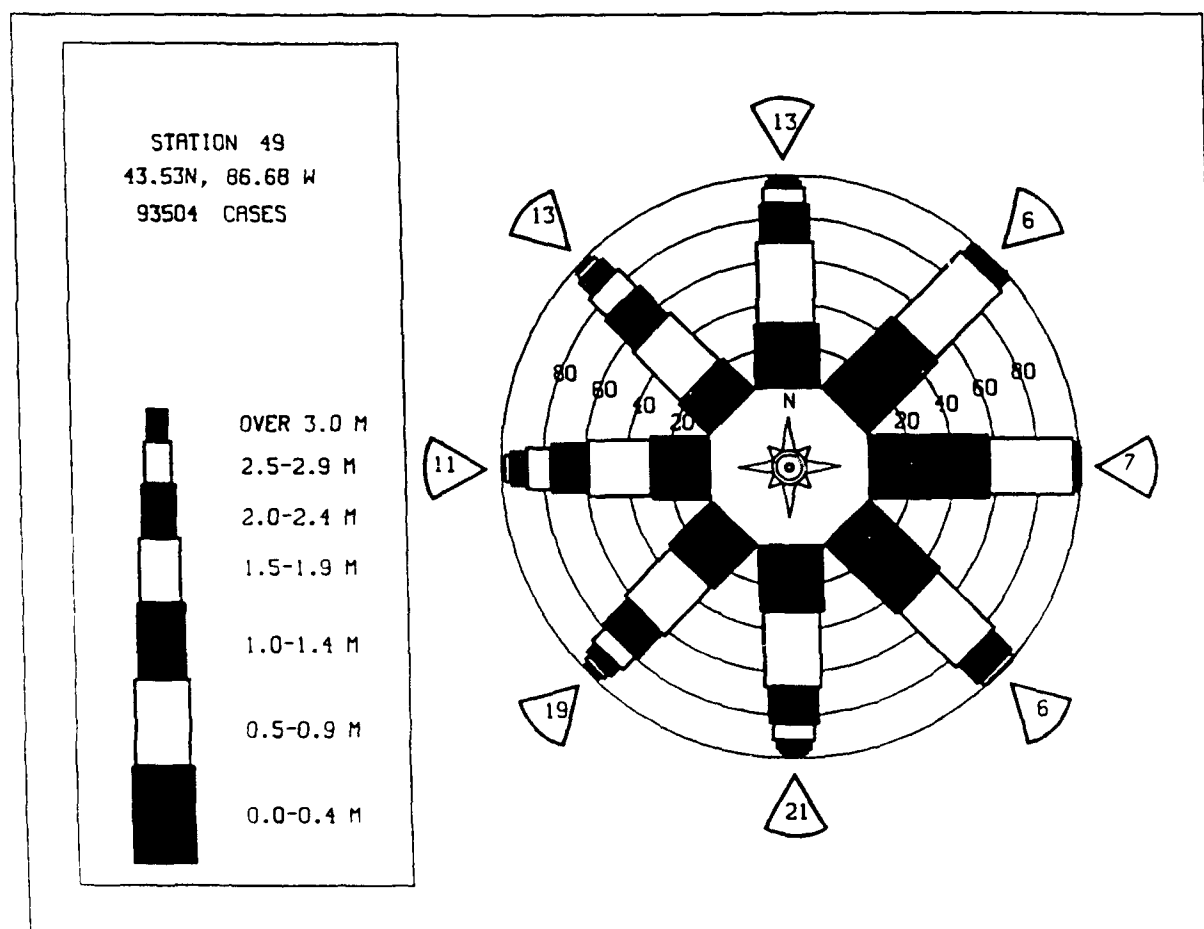 STATION 49
43.53N, 86.68 W
93504 CASES
OVER 3.0 M
2.5-2.9 M
2.0-2.4 M
1.5-1.9 M
1.0-1.4 M
0.5-0.9 M
0.0-0.4 M
13
13
6
80
60
40
20
N
20
40
60
80
11
7
19
6
21